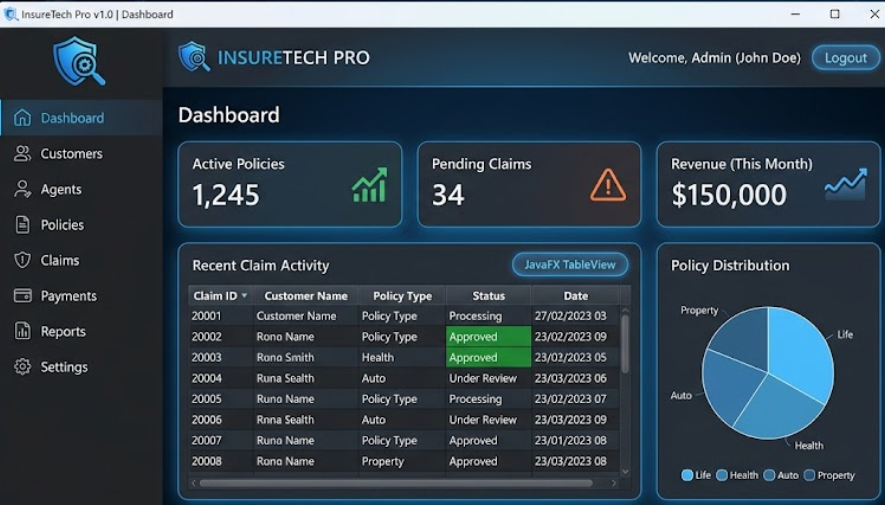 InsureTech Pro v1.0 | Dashboard
INSURETECH PRO
Welcome, Admin (John Doe)
Logout
Dashboard
Customers
Agents
Policies
Claims
Payments
Reports
Settings
Dashboard
Active Policies
1,245
Pending Claims
34
Revenue (This Month)
$150,000
Recent Claim Activity
JavaFX TableView
Claim ID Customer Name Policy Type Status Date
20001 Customer Name Policy Type Processing 27/02/2023 03
20002 Rono Name Policy Type Approved 23/02/2023 09
20003 Rono Smith Health Approved 23/02/2023 05
20004 Runa Sealth Auto Under Review 23/03/2023 06
20005 Runo Name Policy Type Processing 23/02/2023 07
20006 Rnna Sealth Auto Under Review 23/03/2023 09
20007 Runo Name Policy Type Approved 23/01/2023 08
20008 Rono Name Property Approved 23/03/2023 08
Policy Distribution
Property
Life
Auto
Health
Life Health Auto Property